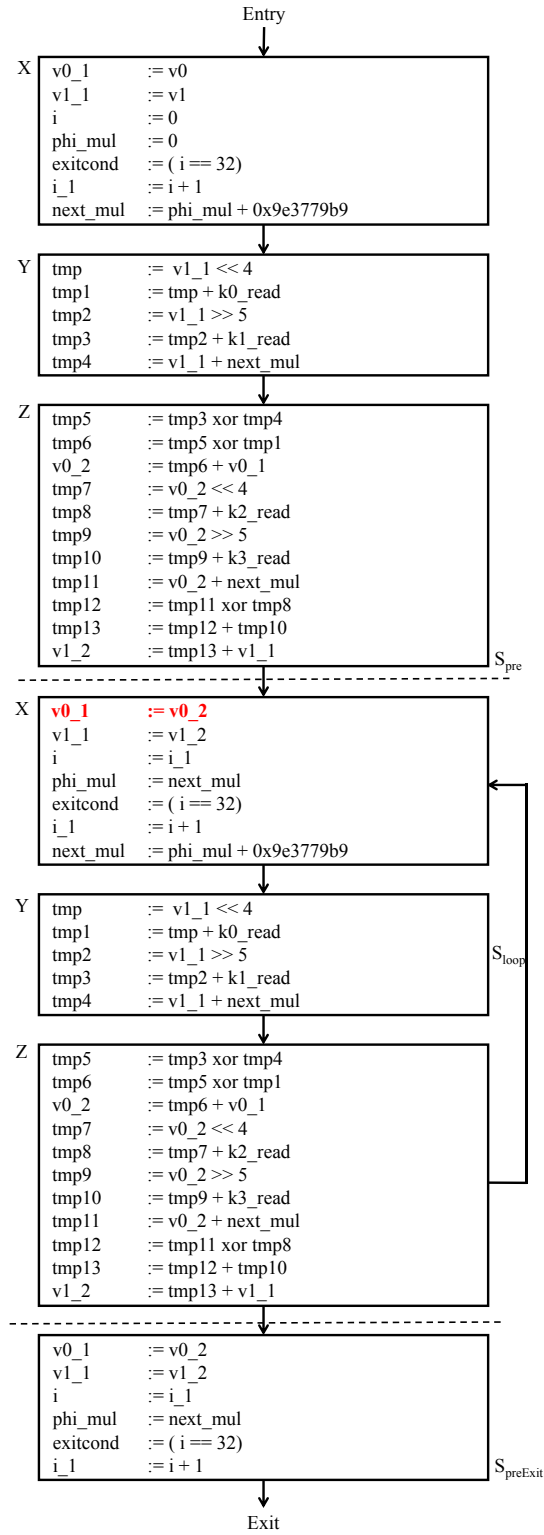 Entry
X
v0_1 := v0
v1_1 := v1
i := 0
phi_mul := 0
exitcond := ( i == 32)
i_1 := i + 1
next_mul := phi_mul + 0x9e3779b9
Y
tmp := v1_1 << 4
tmp1 := tmp + k0_read
tmp2 := v1_1 >> 5
tmp3 := tmp2 + k1_read
tmp4 := v1_1 + next_mul
Z
tmp5 := tmp3 xor tmp4
tmp6 := tmp5 xor tmp1
v0_2 := tmp6 + v0_1
tmp7 := v0_2 << 4
tmp8 := tmp7 + k2_read
tmp9 := v0_2 >> 5
tmp10 := tmp9 + k3_read
tmp11 := v0_2 + next_mul
tmp12 := tmp11 xor tmp8
tmp13 := tmp12 + tmp10
v1_2 := tmp13 + v1_1
Spre
X
v0_1 := v0_2
v1_1 := v1_2
i := i_1
phi_mul := next_mul
exitcond := ( i == 32)
i_1 := i + 1
next_mul := phi_mul + 0x9e3779b9
Y
tmp := v1_1 << 4
tmp1 := tmp + k0_read
tmp2 := v1_1 >> 5
tmp3 := tmp2 + k1_read
tmp4 := v1_1 + next_mul
Sloop
Z
tmp5 := tmp3 xor tmp4
tmp6 := tmp5 xor tmp1
v0_2 := tmp6 + v0_1
tmp7 := v0_2 << 4
tmp8 := tmp7 + k2_read
tmp9 := v0_2 >> 5
tmp10 := tmp9 + k3_read
tmp11 := v0_2 + next_mul
tmp12 := tmp11 xor tmp8
tmp13 := tmp12 + tmp10
v1_2 := tmp13 + v1_1
v0_1 := v0_2
v1_1 := v1_2
i := i_1
phi_mul := next_mul
exitcond := ( i == 32)
i_1 := i + 1
SpreExit
Exit